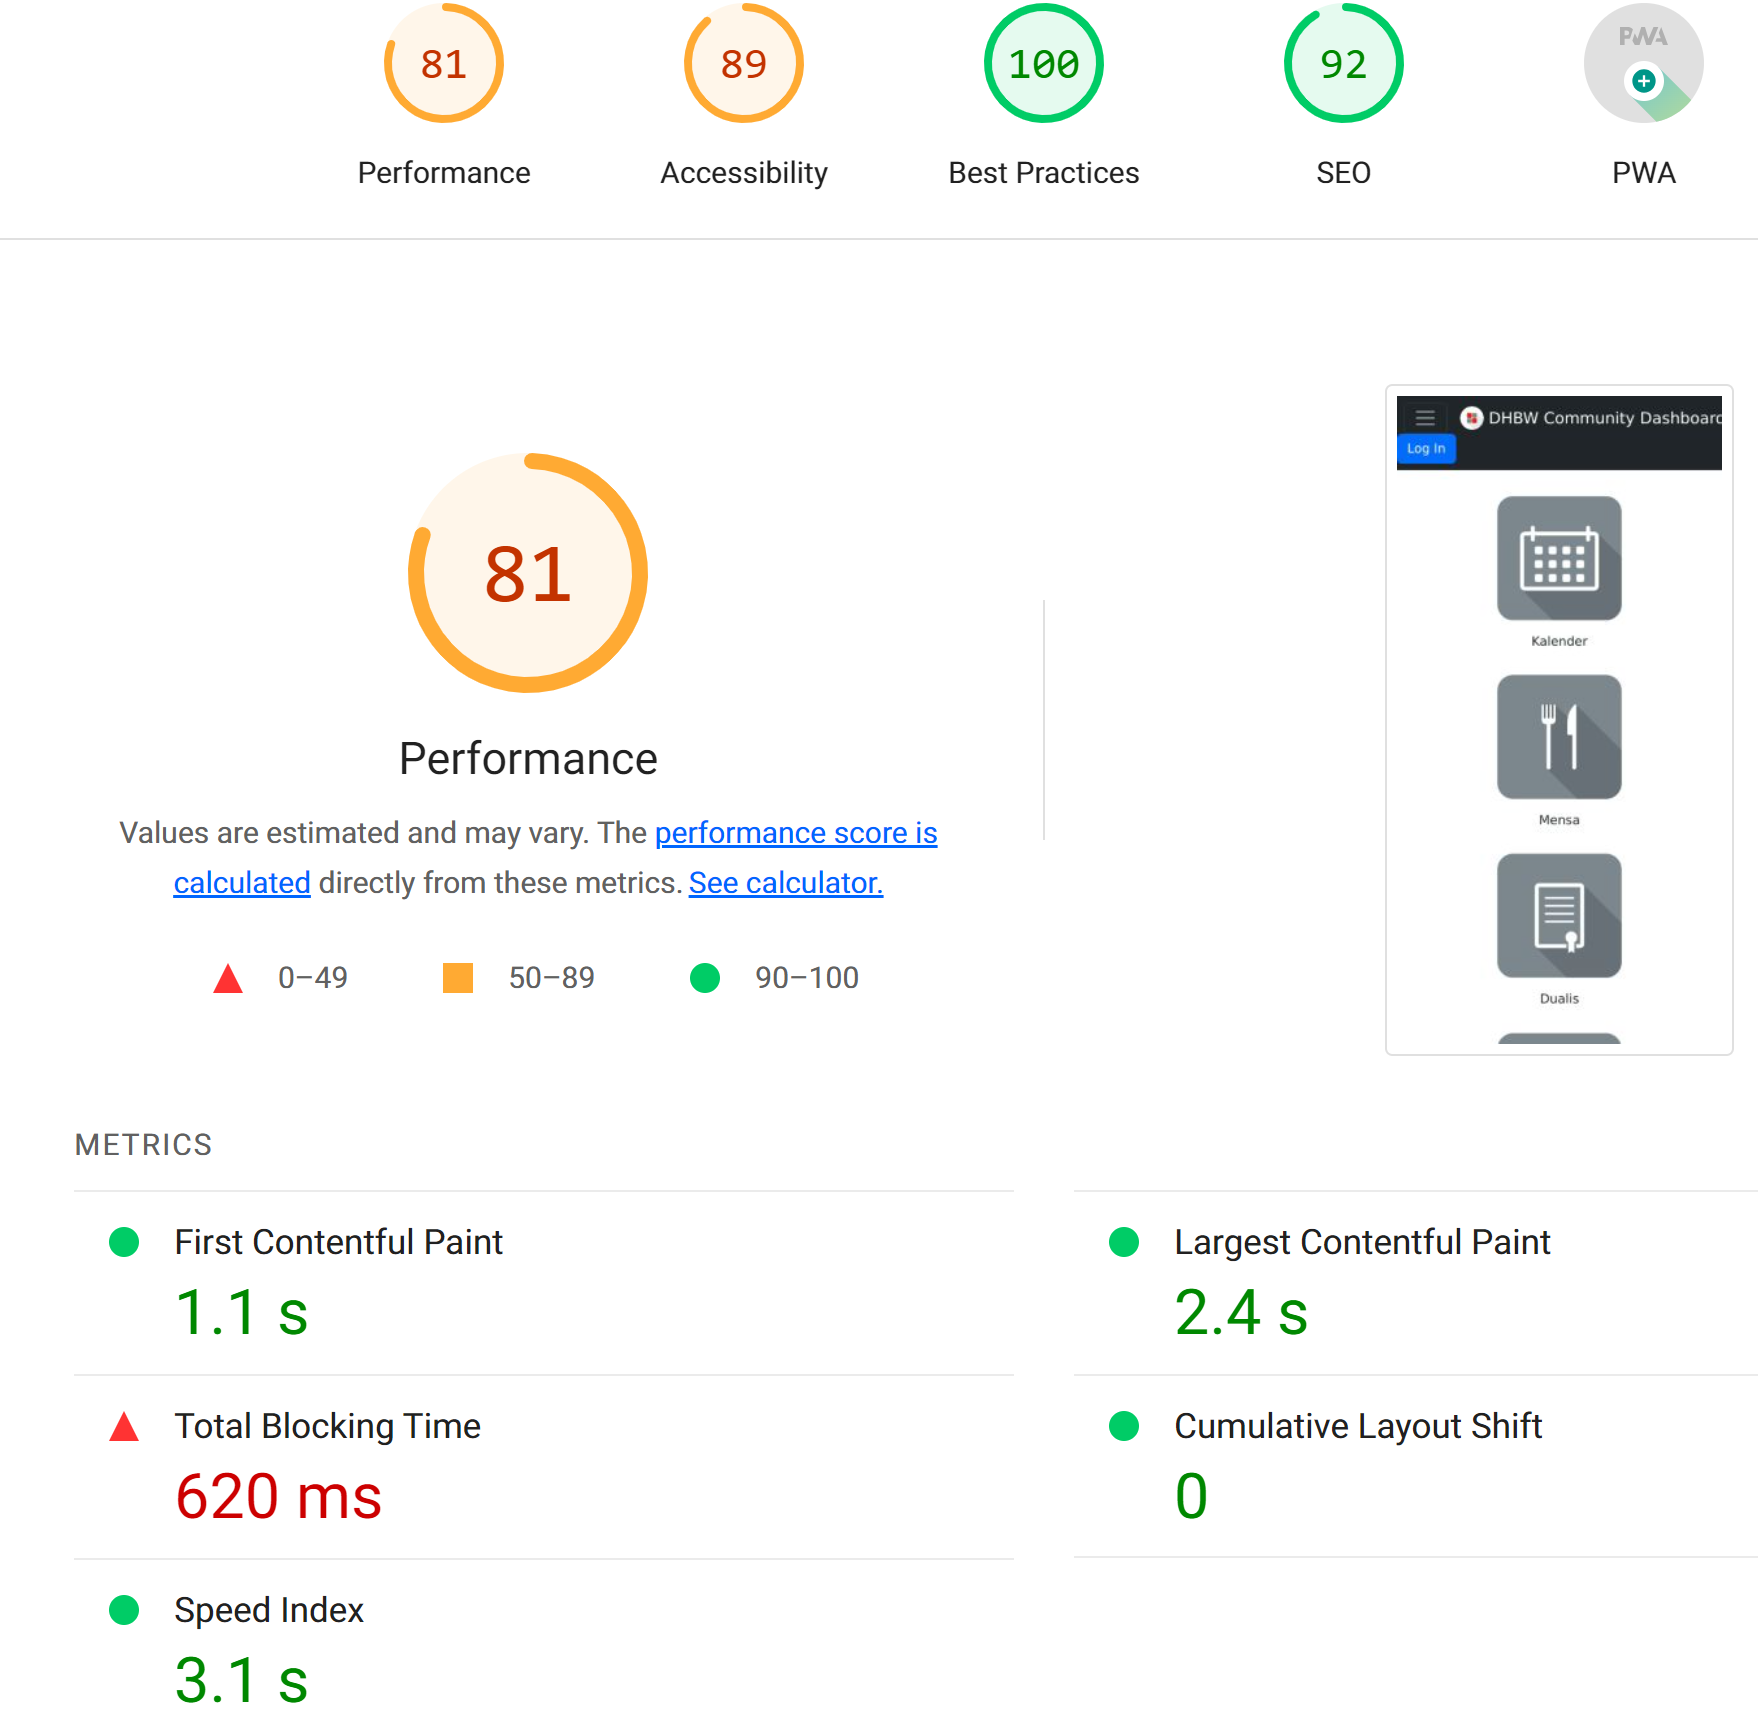 81
89
100
92
PWA
Performance
Accessibility
Best Practices
SEO
PWA
DHBW Community Dashboard
Log In
Kalender
Mensa
Dualis
81
Performance
Values are estimated and may vary. The performance score is
calculated directly from these metrics. See calculator.
0–49
50–89
90–100
METRICS
First Contentful Paint
1.1 s
Largest Contentful Paint
2.4 s
Total Blocking Time
620 ms
Cumulative Layout Shift
0
Speed Index
3.1 s